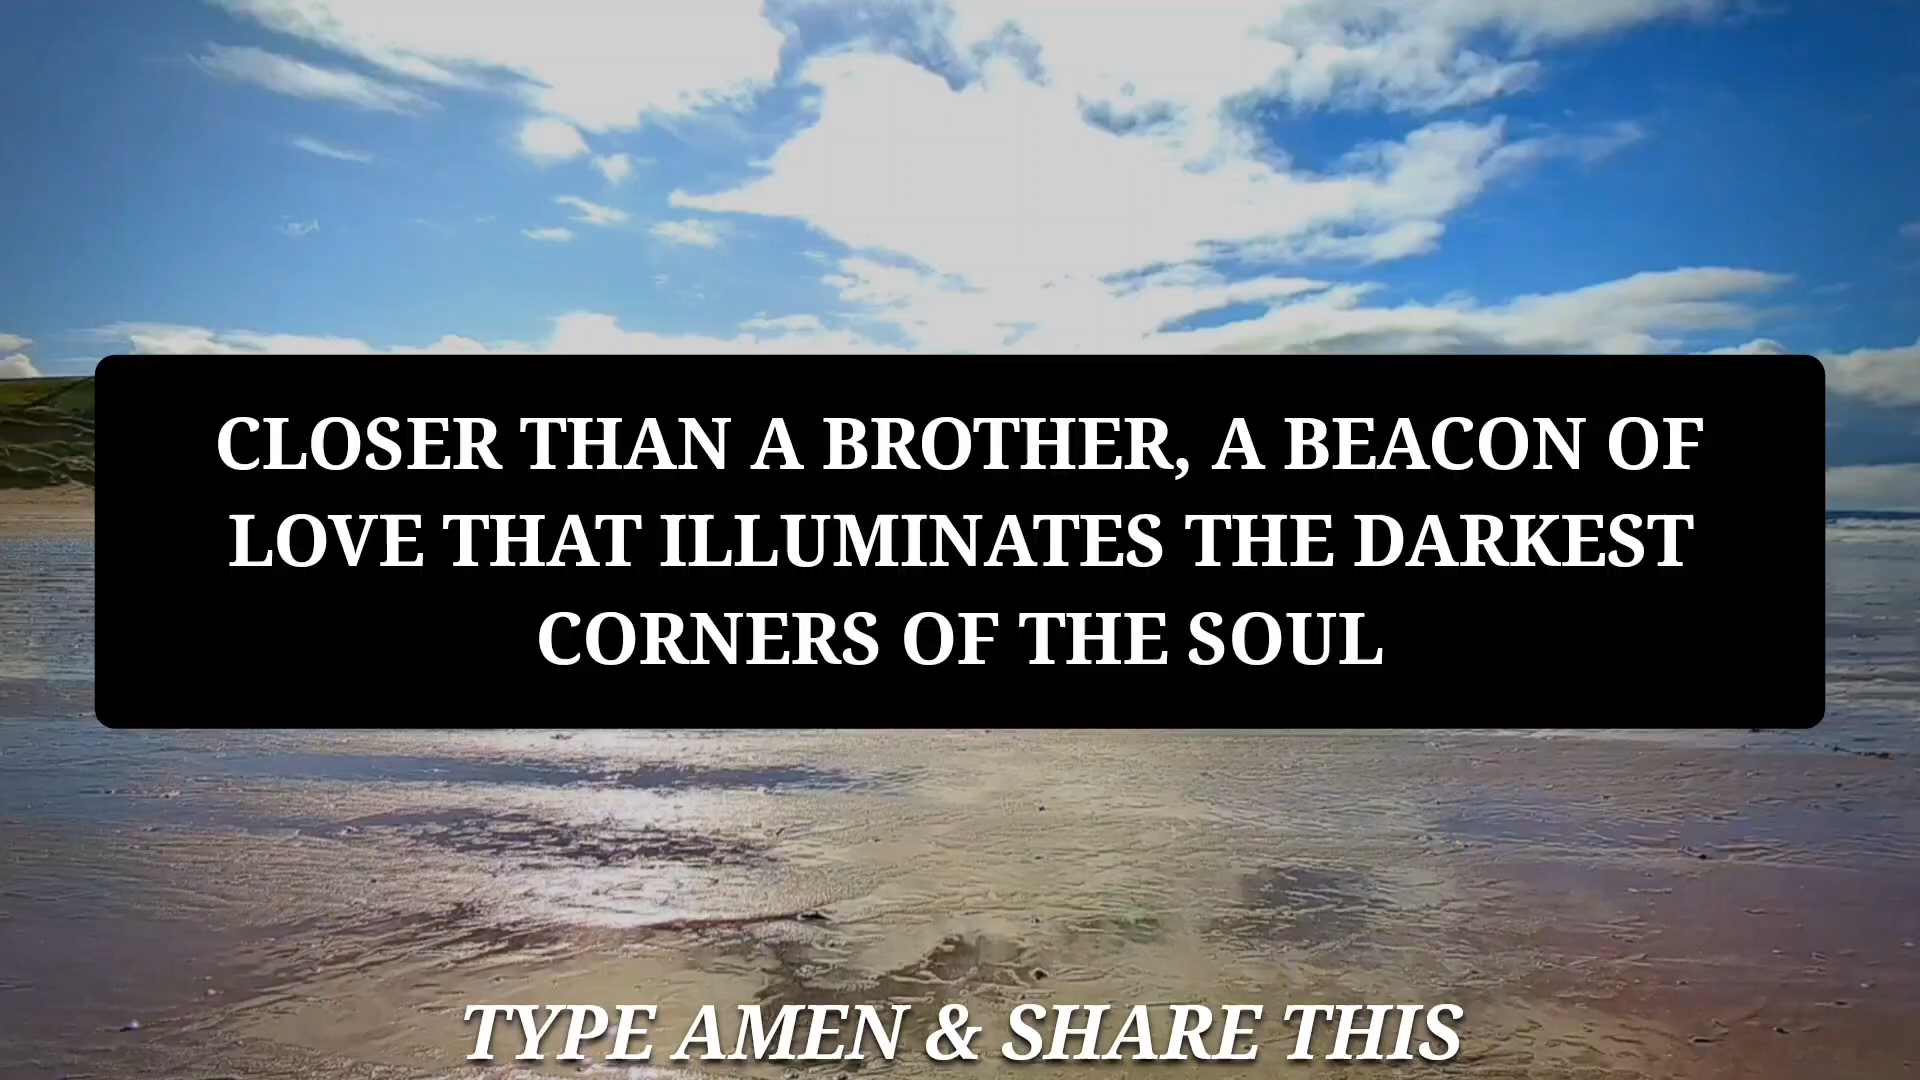 CLOSER THAN A BROTHER, A BEACON OF
LOVE THAT ILLUMINATES THE DARKEST
CORNERS OF THE SOUL
TYPE AMEN & SHARE THIS